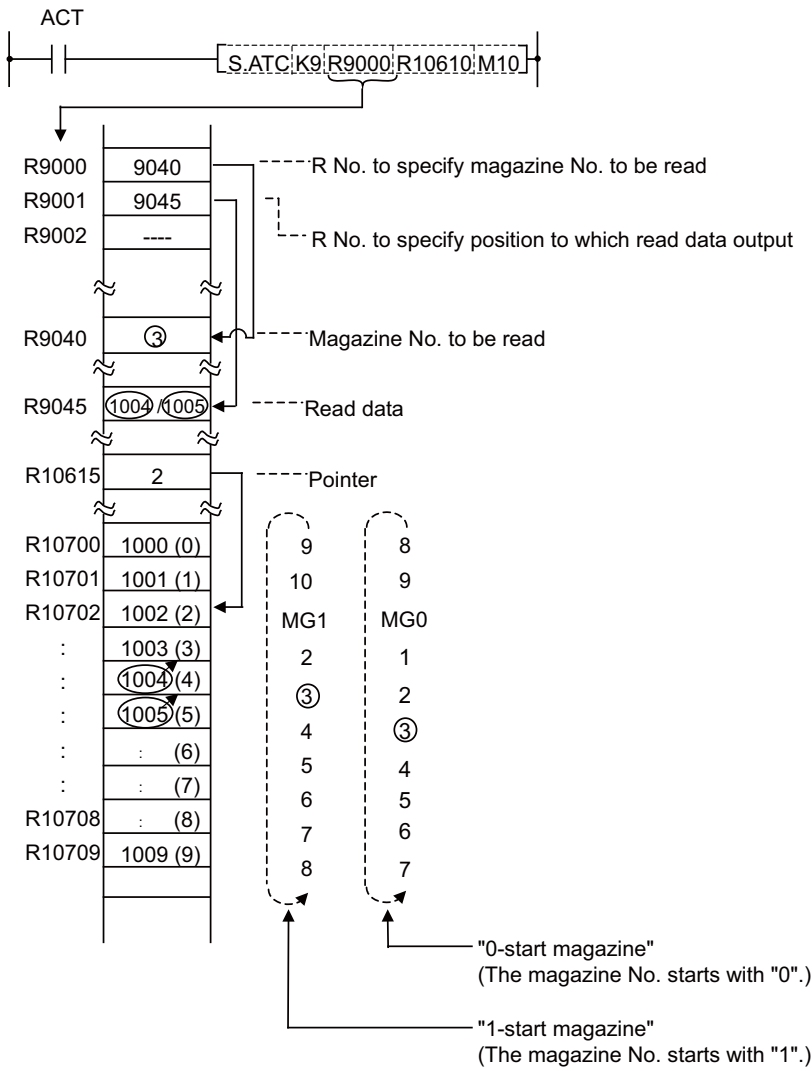 ACT
S.ATC K9 R9000 R10610 M10
R9000 9040 R No. to specify magazine No. to be read
R9001 9045
R9002 ---- R No. to specify position to which read data output
R9040 3 Magazine No. to be read
R9045 1004 / 1005 Read data
R10615 2 Pointer
R10700 1000 (0) 9 8
R10701 1001 (1) 10 9
R10702 1002 (2) MG1 MG0
: 1003 (3) 2 1
: 1004 (4) 3 2
: 1005 (5) 4 3
: : (6) 5 4
: : (7) 6 5
R10708 : (8) 7 6
R10709 1009 (9) 8 7
"0-start magazine"
(The magazine No. starts with "0".)
"1-start magazine"
(The magazine No. starts with "1".)